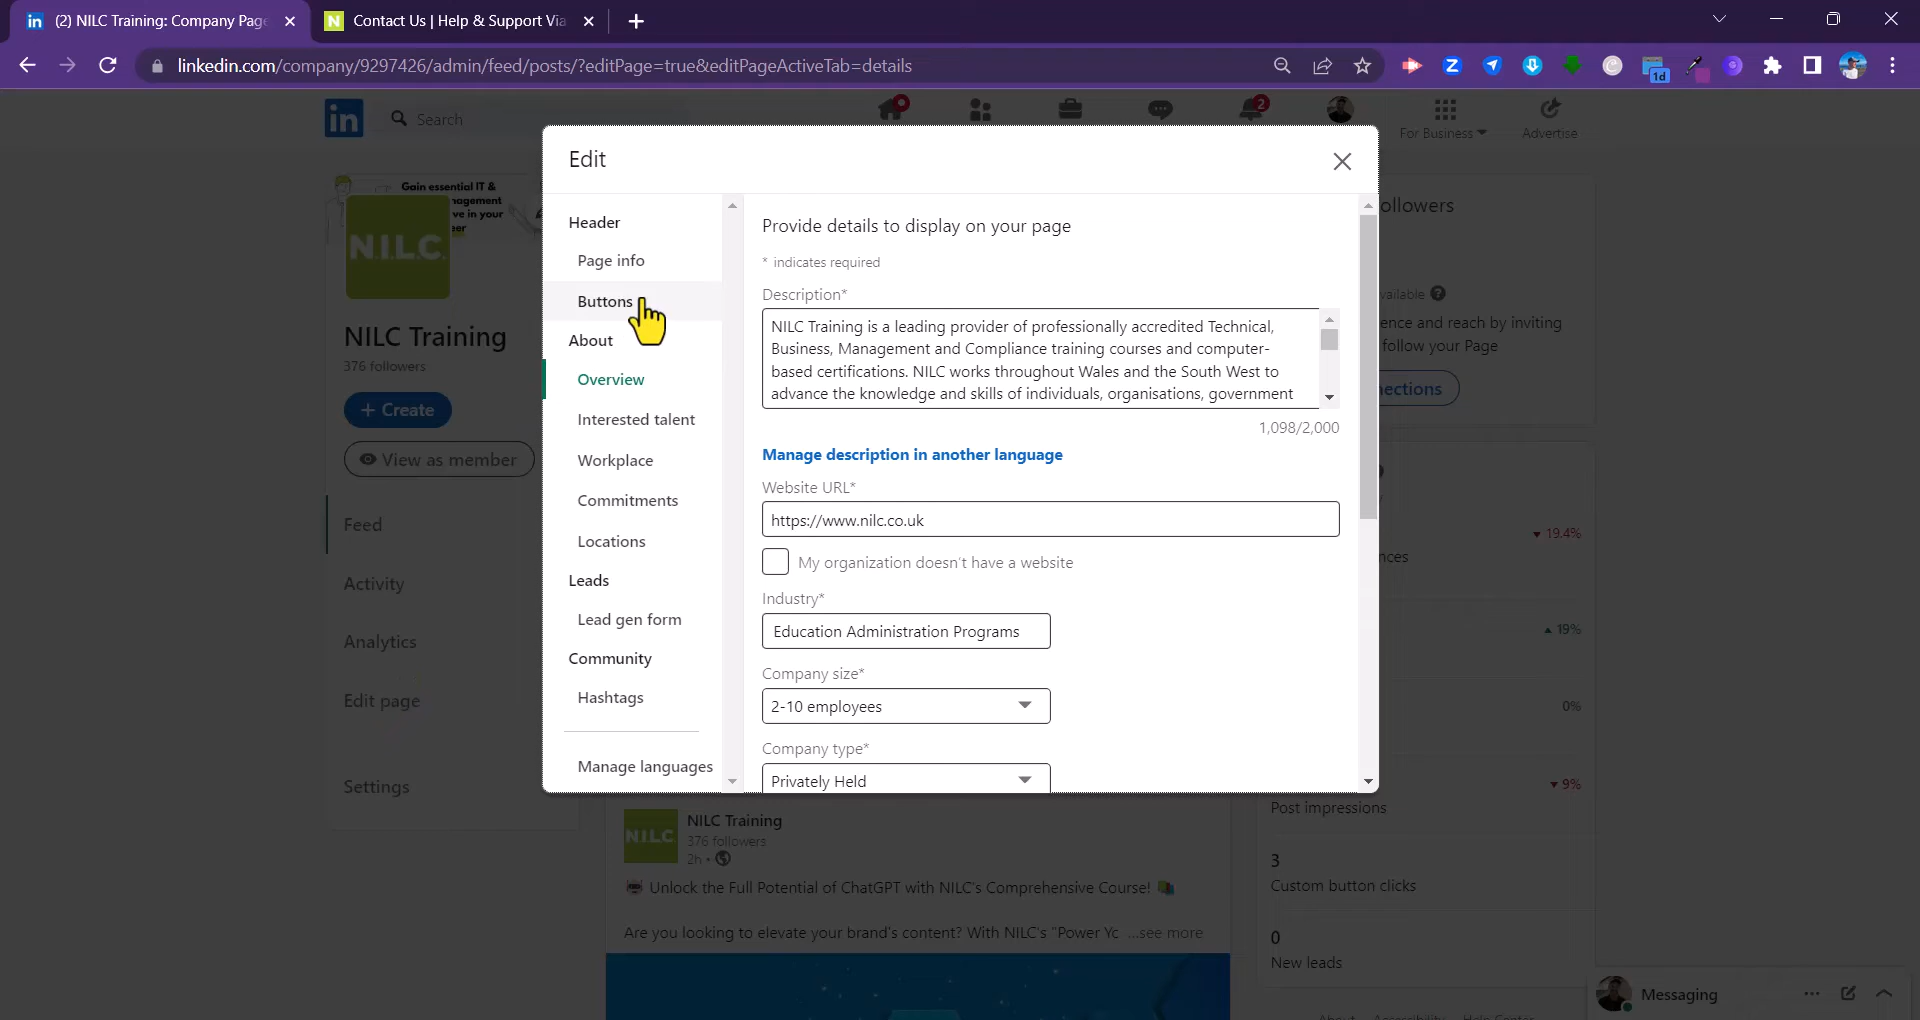 (2) NILC Training: Company Page
Contact Us | Help & Support Via
linkedin.com/company/9297426/admin/feed/posts/?editPage=true&editPageActiveTab=details
1d
in
Search
2
For Business
Advertise
Gain essential IT &
N.I.L.C.
NILC Training
376 followers
+ Create
View as member
Feed
Activity
Analytics
Edit page
Settings
Edit
Header
Page info
Buttons
About
Overview
Interested talent
Workplace
Commitments
Locations
Leads
Lead gen form
Community
Hashtags
Manage languages
Provide details to display on your page
* indicates required
Description*
NILC Training is a leading provider of professionally accredited Technical,
Business, Management and Compliance training courses and computer-
based certifications. NILC works throughout Wales and the South West to
advance the knowledge and skills of individuals, organisations, government
1,098/2,000
Manage description in another language
Website URL*
https://www.nilc.co.uk
My organization doesn't have a website
Industry*
Education Administration Programs
Company size*
2-10 employees
Company type*
Privately Held
ollowers
ence and reach by inviting
follow your Page
nections
19.4%
nces
19%
0%
9%
Post impressions
3
Custom button clicks
0
New leads
N.I.L.C.
NILC Training
376 followers
2h •
Unlock the Full Potential of ChatGPT with NILC's Comprehensive Course!
Are you looking to elevate your brand's content? With NILC's "Power Yo ...see more
Messaging